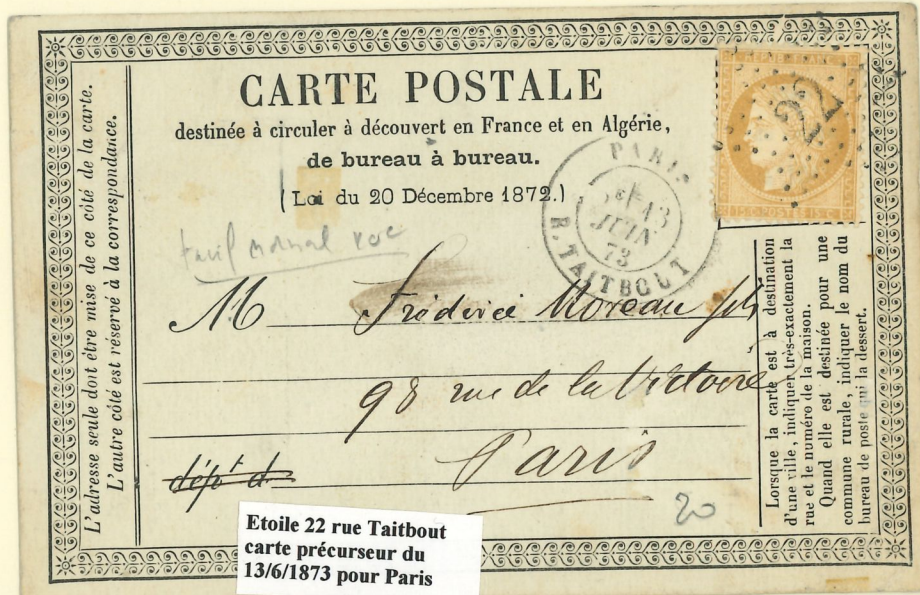 CARTE POSTALE
destinée à circuler à découvert en France et en Algérie,
de bureau à bureau.
(Loi du 20 Décembre 1872.)
L'adresse seule doit être mise de ce côté de la carte.
L'autre côté est réservé à la correspondance.
22
PARIS
13
JUIN
73
R. TAITBOUT
tarif normal
M Fréderic Moreau fils
98 rue de la Victoire
Paris
dépôt d
20
Lorsque la carte est à destination
d'une ville, indiquer très-exactement la
rue et le numéro de la maison.
Quand elle est destinée pour une
commune rurale, indiquer le nom du
bureau de poste qui la dessert.
Etoile 22 rue Taitbout
carte précurseur du
13/6/1873 pour Paris